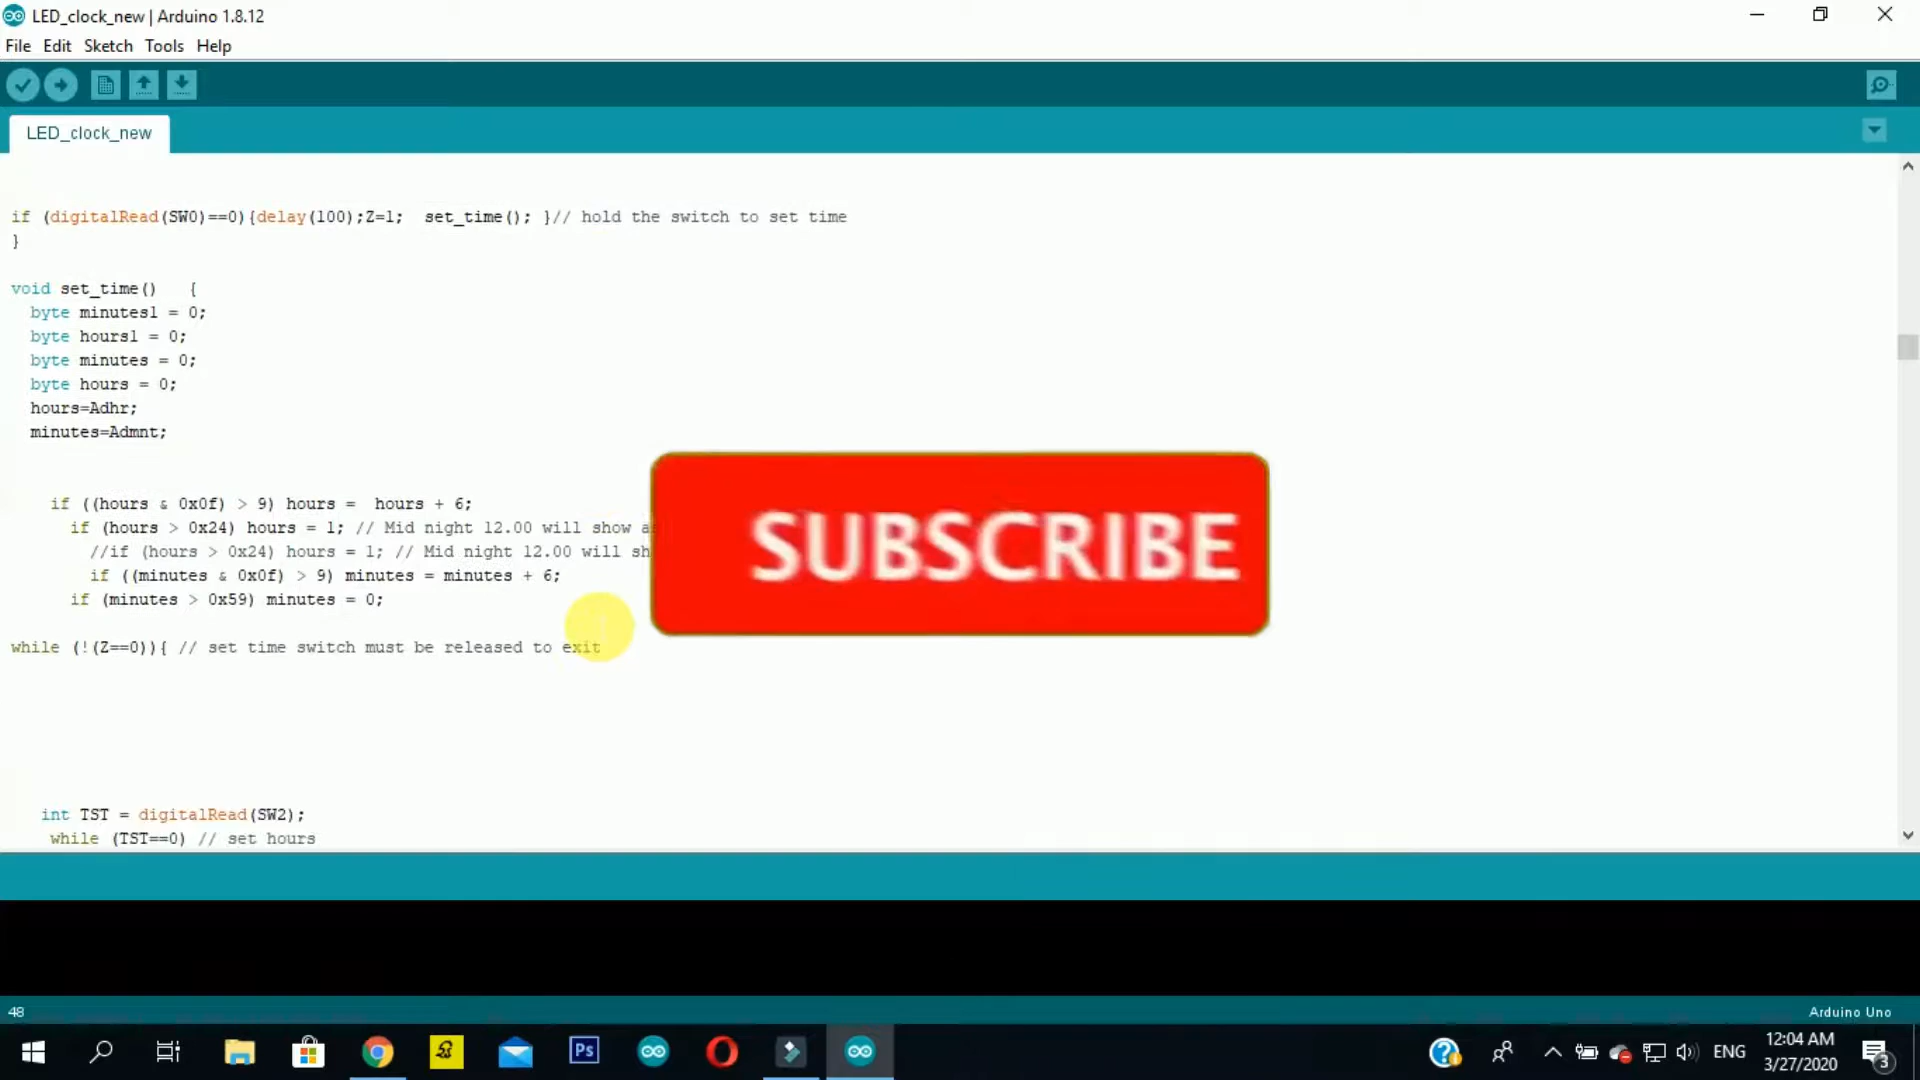 LED_clock_new | Arduino 1.8.12
File Edit Sketch Tools Help
LED_clock_new
if (digitalRead(SW0)==0){delay(100);Z=1;  set_time(); }// hold the switch to set time
}
void set_time()   {
byte minutes1 = 0;
byte hours1 = 0;
byte minutes = 0;
byte hours = 0;
hours=Adhr;
minutes=Admnt;
if ((hours & 0x0f) > 9) hours =  hours + 6;
if (hours > 0x24) hours = 1; // Mid night 12.00 will show
//if (hours > 0x24) hours = 1; // Mid night 12.00 will
SUBSCRIBE
if ((minutes & 0x0f) > 9) minutes = minutes + 6;
if (minutes > 0x59) minutes = 0;
while (!(Z==0)){ // set time switch must be released to exit
int TST = digitalRead(SW2);
while (TST==0) // set hours
48
Arduino Uno
Ps
ENG
12:04 AM
3/27/2020
3